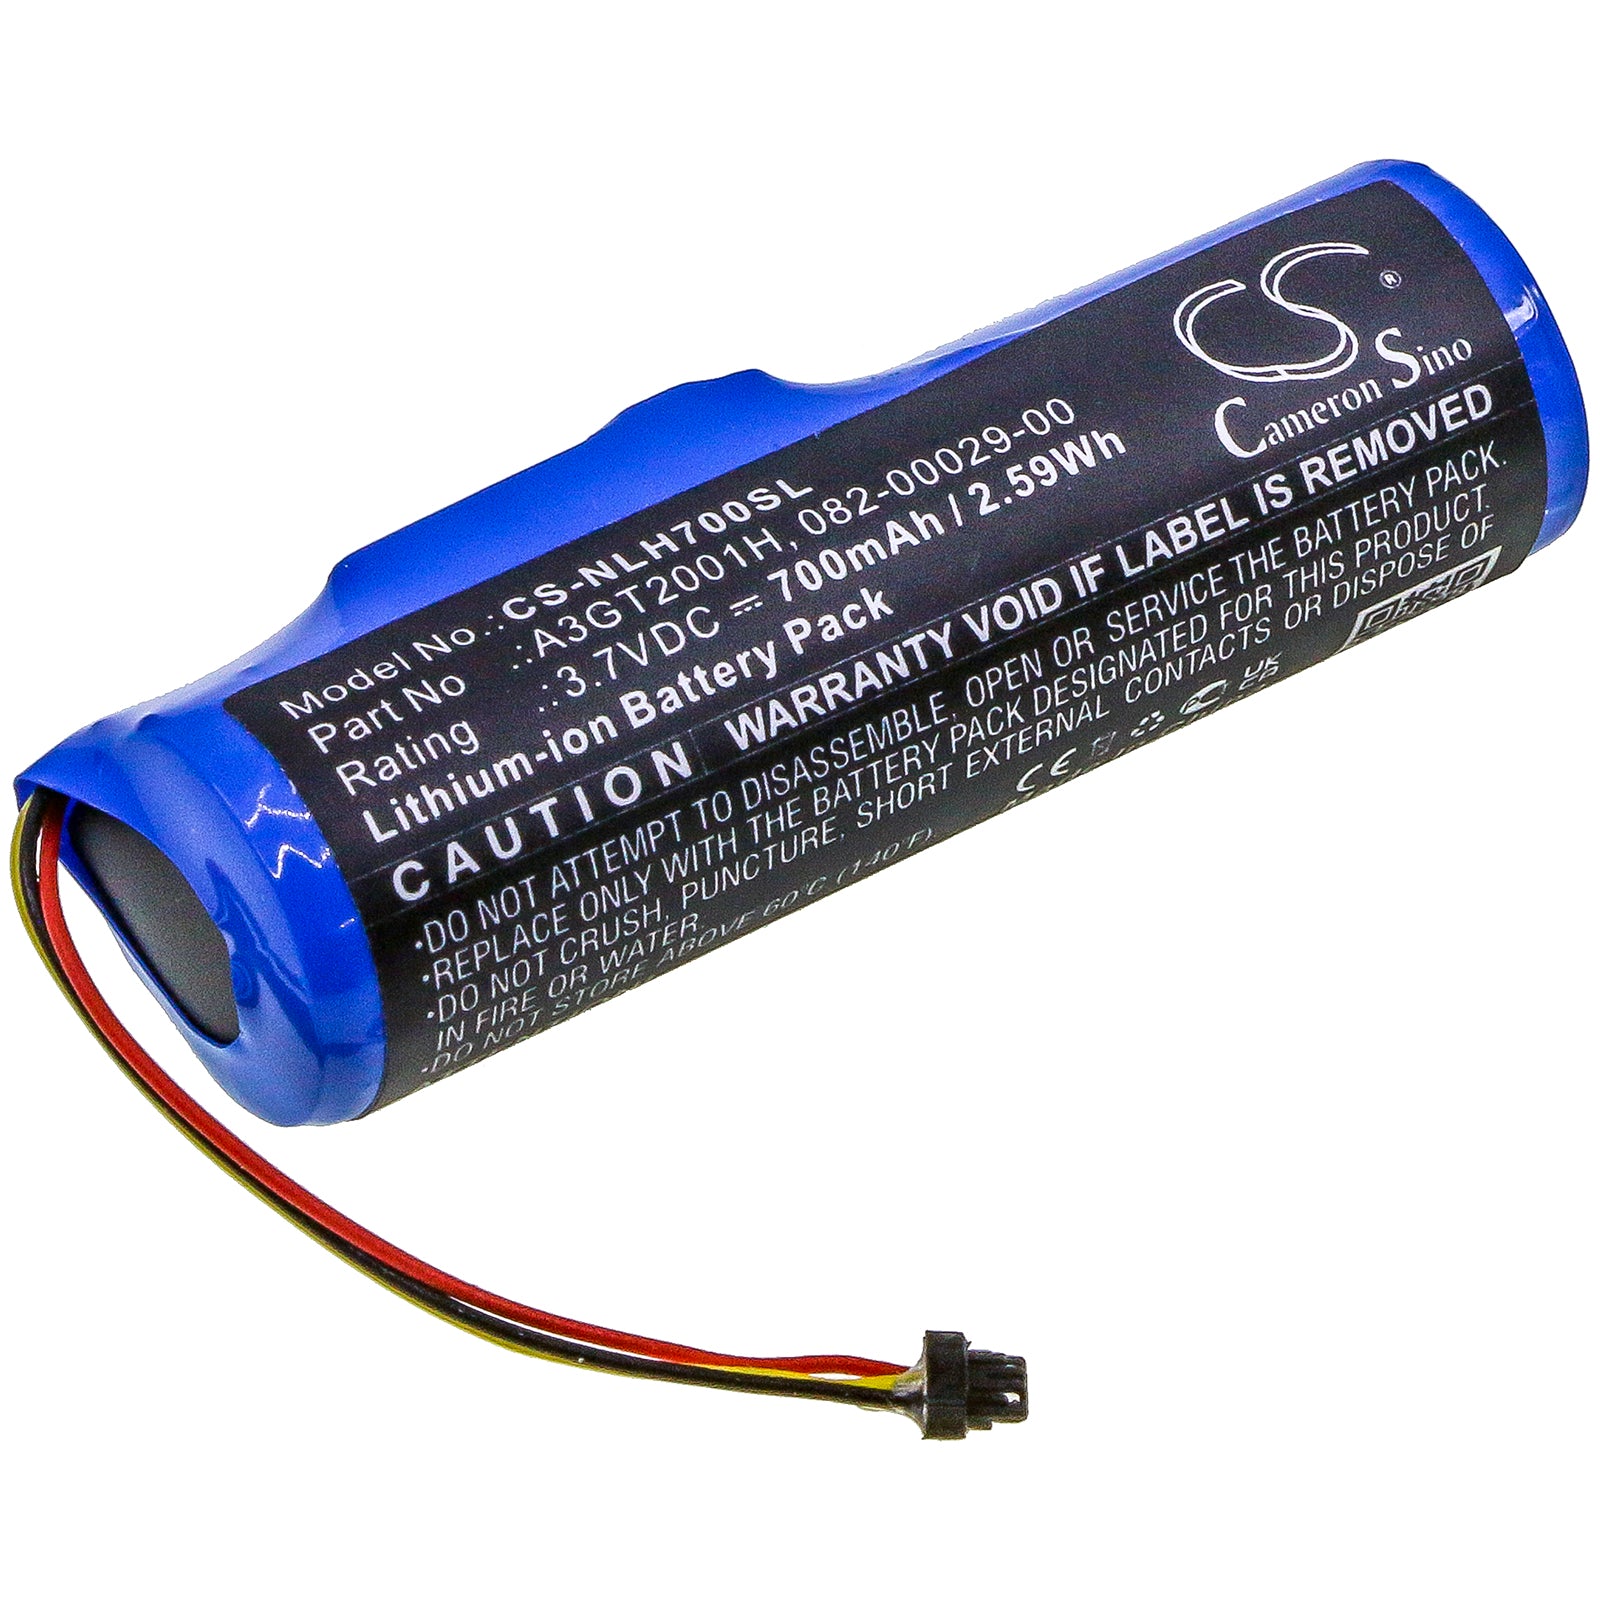 CS®
Cameron Sino
Model No.: CS-NLH700SL
Part No : A3GT2001H, 082-00029-00
Rating : 3.7VDC ⎓ 700mAh / 2.59Wh
Lithium-ion Battery Pack
CAUTION WARRANTY VOID IF LABEL IS REMOVED
•DO NOT ATTEMPT TO DISASSEMBLE, OPEN OR SERVICE THE BATTERY PACK.
•REPLACE ONLY WITH THE BATTERY PACK DESIGNATED FOR THIS PRODUCT.
•DO NOT CRUSH, PUNCTURE, SHORT EXTERNAL CONTACTS OR DISPOSE OF
IN FIRE OR WATER.
•DO NOT STORE ABOVE 60°C (140°F).
CE UK CA